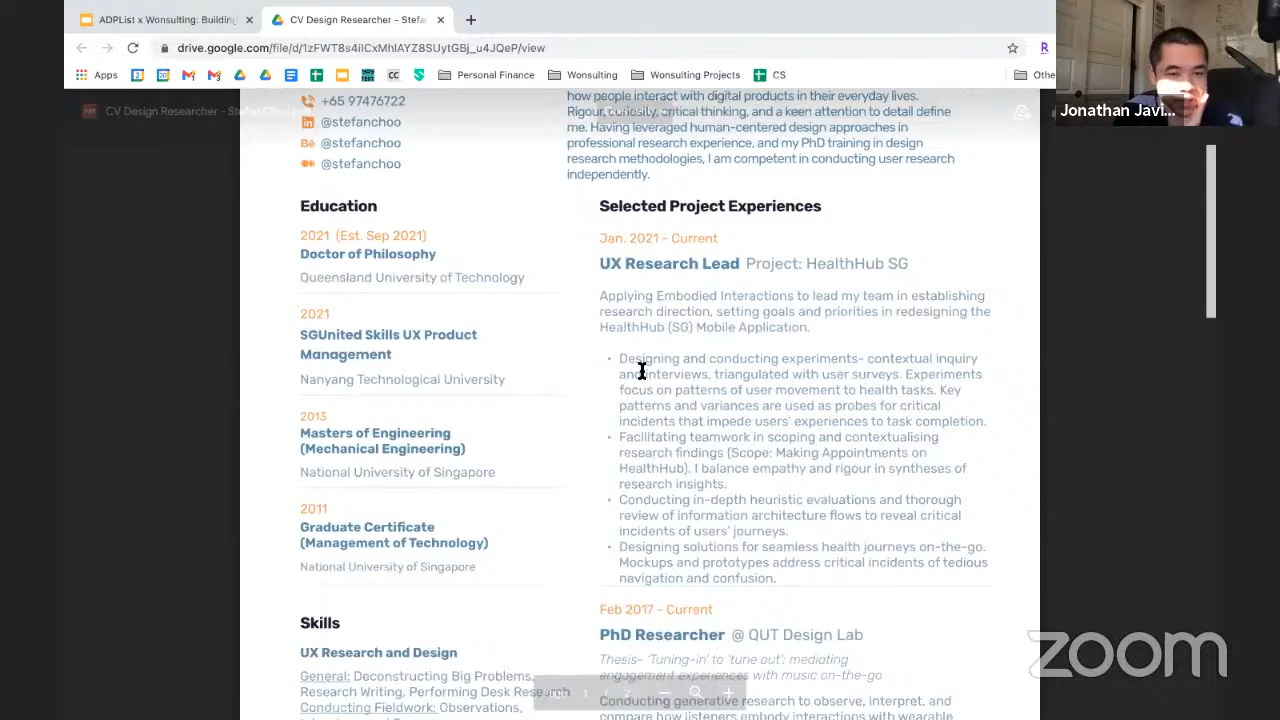 ADPList x Wonsulting: Building
CV Design Researcher - Stefan
drive.google.com/file/d/1zFWT8s4iICxMhIAYZ8SUytGBj_u4JQeP/view
Apps
Personal Finance
Wonsulting
Wonsulting Projects
CS
Othe
Jonathan Javi...
CV Design Researcher - Stefan
+65 97476722
@stefanchoo
@stefanchoo
@stefanchoo
how people interact with digital products in their everyday lives.
Rigour, curiosity, critical thinking, and a keen attention to detail define
me. Having leveraged human-centered design approaches in
professional research experience, and my PhD training in design
research methodologies, I am competent in conducting user research
independently.
Education
2021 (Est. Sep 2021)
Doctor of Philosophy
Queensland University of Technology
2021
SGUnited Skills UX Product
Management
Nanyang Technological University
2013
Masters of Engineering
(Mechanical Engineering)
National University of Singapore
2011
Graduate Certificate
(Management of Technology)
National University of Singapore
Skills
UX Research and Design
General: Deconstructing Big Problems,
Research Writing, Performing Desk Research
Conducting Fieldwork: Observations,
Selected Project Experiences
Jan. 2021 - Current
UX Research Lead Project: HealthHub SG
Applying Embodied Interactions to lead my team in establishing
research direction, setting goals and priorities in redesigning the
HealthHub (SG) Mobile Application.
• Designing and conducting experiments- contextual inquiry
and interviews, triangulated with user surveys. Experiments
focus on patterns of user movement to health tasks. Key
patterns and variances are used as probes for critical
incidents that impede users' experiences to task completion.
• Facilitating teamwork in scoping and contextualising
research findings (Scope: Making Appointments on
HealthHub). I balance empathy and rigour in syntheses of
research insights.
• Conducting in-depth heuristic evaluations and thorough
review of information architecture flows to reveal critical
incidents of users' journeys.
• Designing solutions for seamless health journeys on-the-go.
Mockups and prototypes address critical incidents of tedious
navigation and confusion.
Feb 2017 - Current
PhD Researcher @ QUT Design Lab
Thesis- 'Tuning-in' to 'tune out': mediating
engagement experiences with music on-the-go
Conducting generative research to observe, interpret, and
compare how listeners embody interactions with wearable
Page 1 / 2
zoom